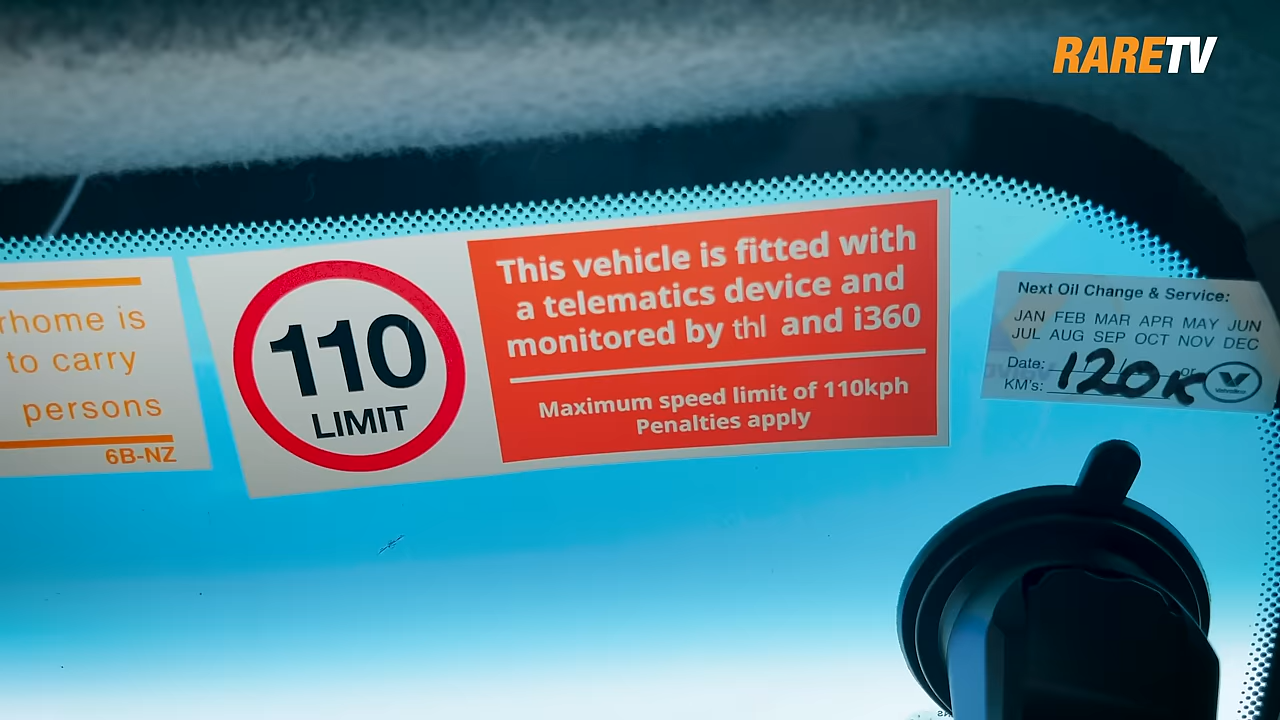 RARETV
rhome is
to carry
persons
6B-NZ
110
LIMIT
This vehicle is fitted with
a telematics device and
monitored by thl and i360
Maximum speed limit of 110kph
Penalties apply
Next Oil Change & Service:
JAN FEB MAR APR MAY JUN
JUL AUG SEP OCT NOV DEC
Date: / / or
KM's: 120K